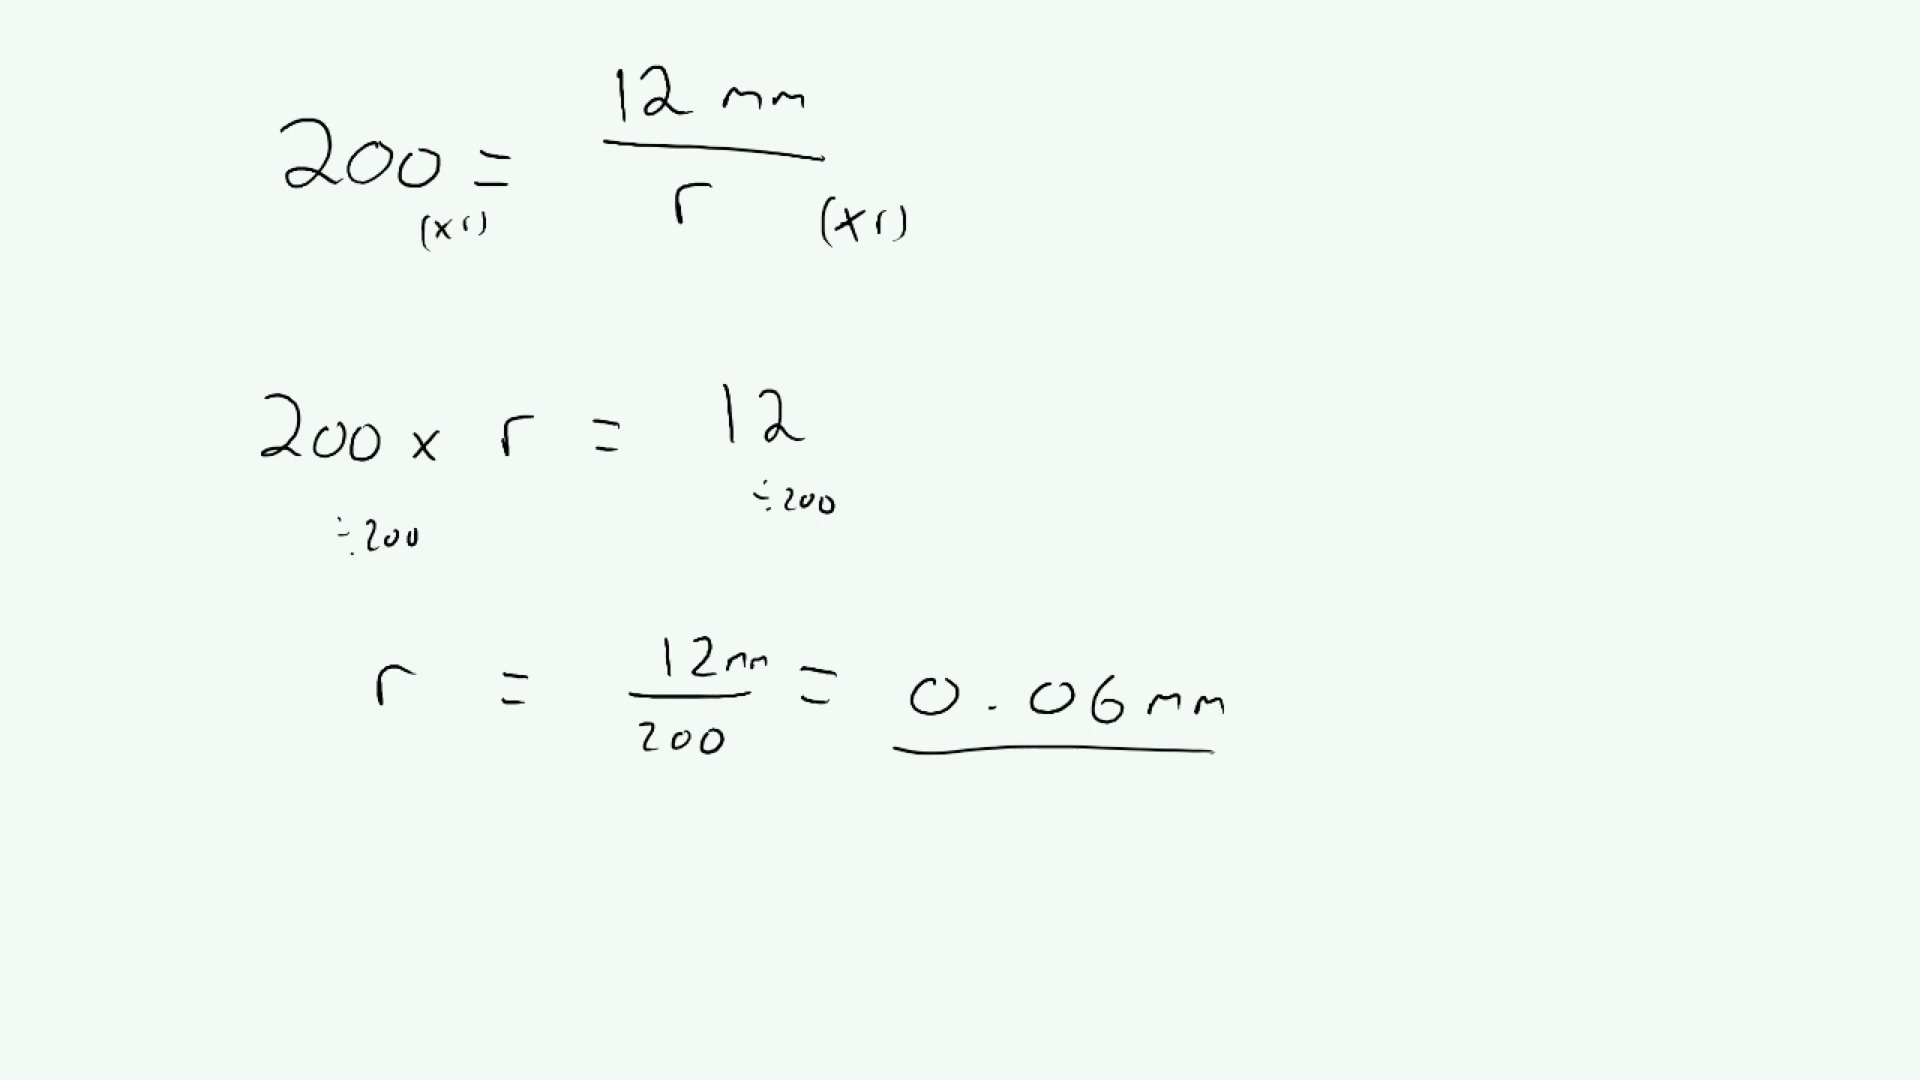 200 = 12 mm / r
(x r) (x r)
200 x r = 12
÷200 ÷200
r = 12mm / 200 = 0.06mm